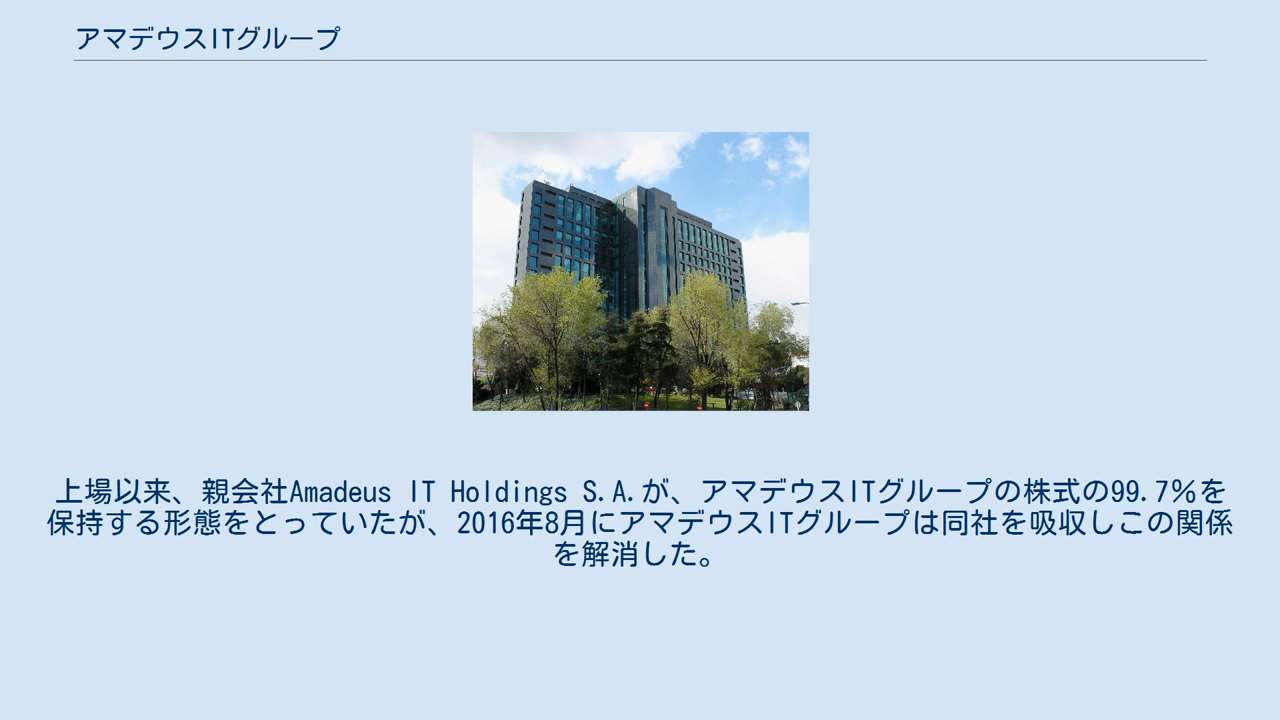 アマデウスITグループ
上場以来、親会社Amadeus IT Holdings S.A.が、アマデウスITグループの株式の99.7%を
保持する形態をとっていたが、2016年8月にアマデウスITグループは同社を吸収しこの関係
を解消した。